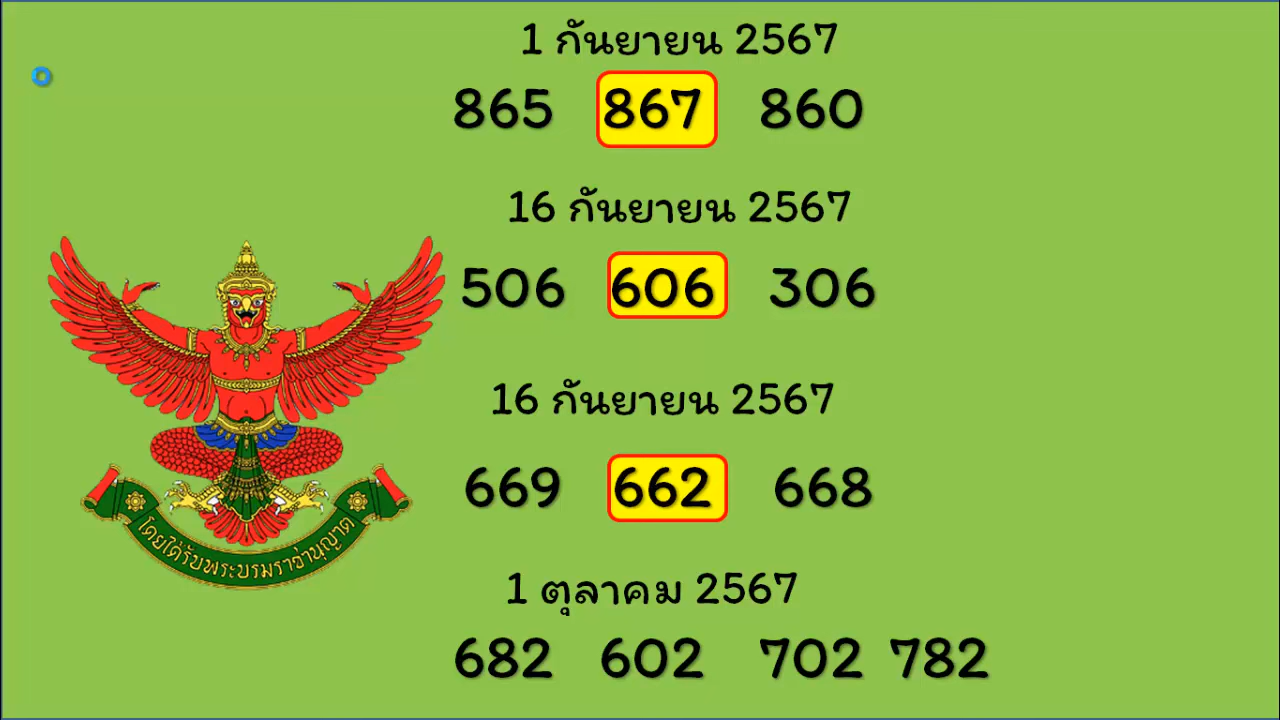 1 กันยายน 2567
865 867 860
16 กันยายน 2567
506 606 306
16 กันยายน 2567
669 662 668
1 ตุลาคม 2567
682 602 702 782
โดยได้รับพระบรมราชานุญาต